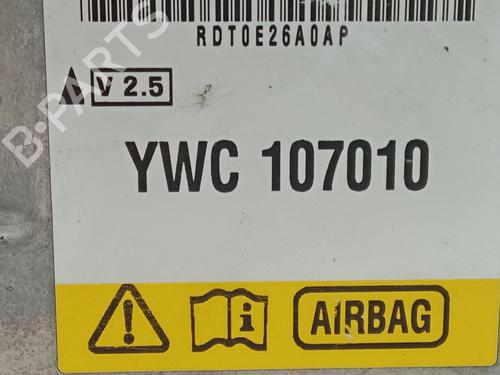 RDT0E26A0AP
V 2.5
B-PARTS
YWC 107010
AIRBAG